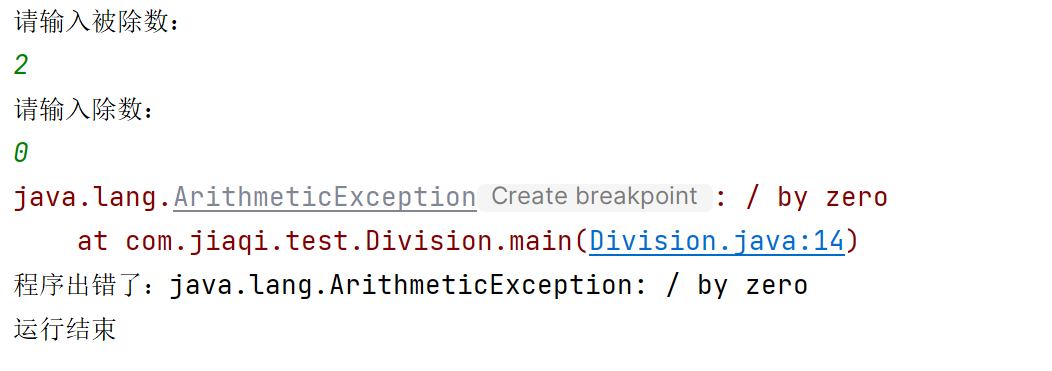 请输入被除数：
2
请输入除数：
0
java.lang.ArithmeticException Create breakpoint : / by zero
    at com.jiaqi.test.Division.main(Division.java:14)
程序出错了：java.lang.ArithmeticException: / by zero
运行结束